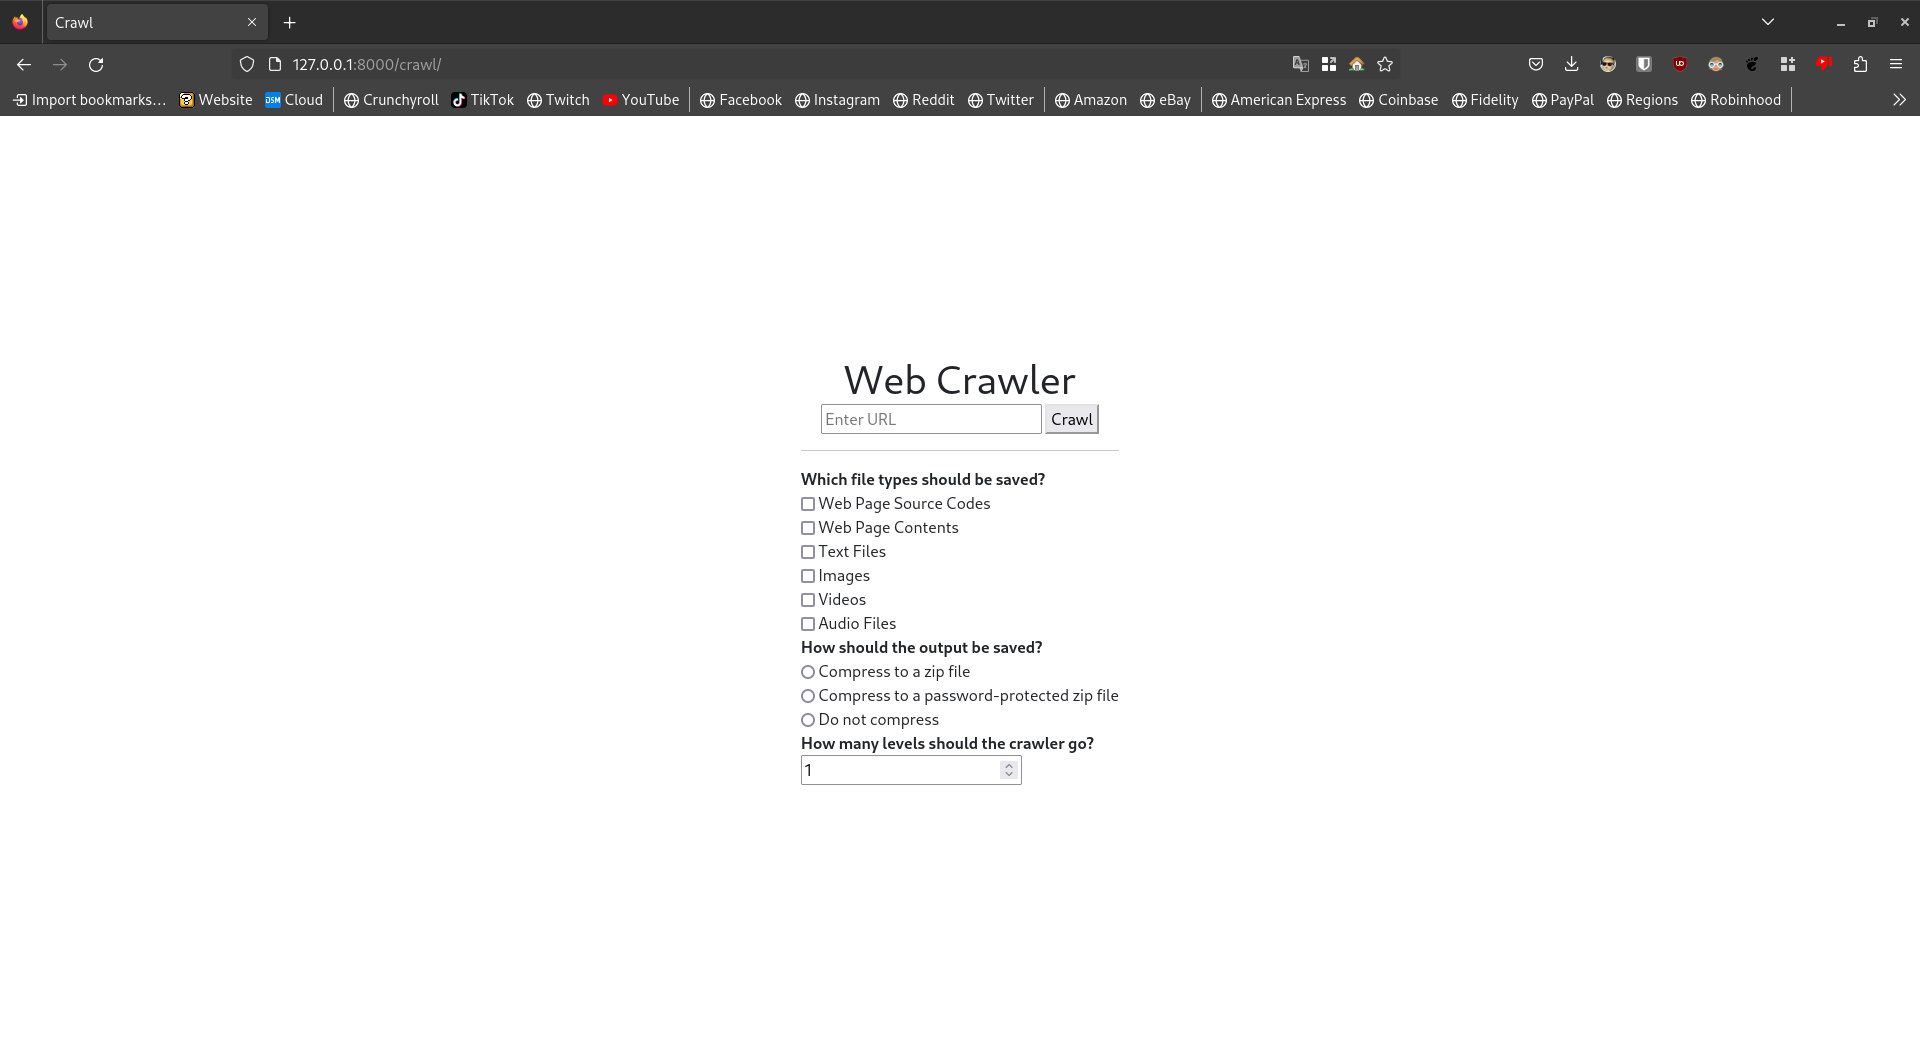 Crawl
127.0.0.1:8000/crawl/
Import bookmarks… Website DSM Cloud Crunchyroll TikTok Twitch YouTube Facebook Instagram Reddit Twitter Amazon eBay American Express Coinbase Fidelity PayPal Regions Robinhood
Web Crawler
Enter URL Crawl
Which file types should be saved?
Web Page Source Codes
Web Page Contents
Text Files
Images
Videos
Audio Files
How should the output be saved?
Compress to a zip file
Compress to a password-protected zip file
Do not compress
How many levels should the crawler go?
1